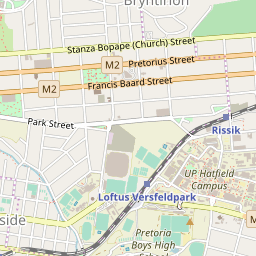 Stanza Bopape (Church) Street
M2
Pretorius Street
Francis Baard Street
M2
Park Street
Rissik
UP Hatfield
Campus
Loftus Versfeldpark
side
Pretoria
Boys High
School